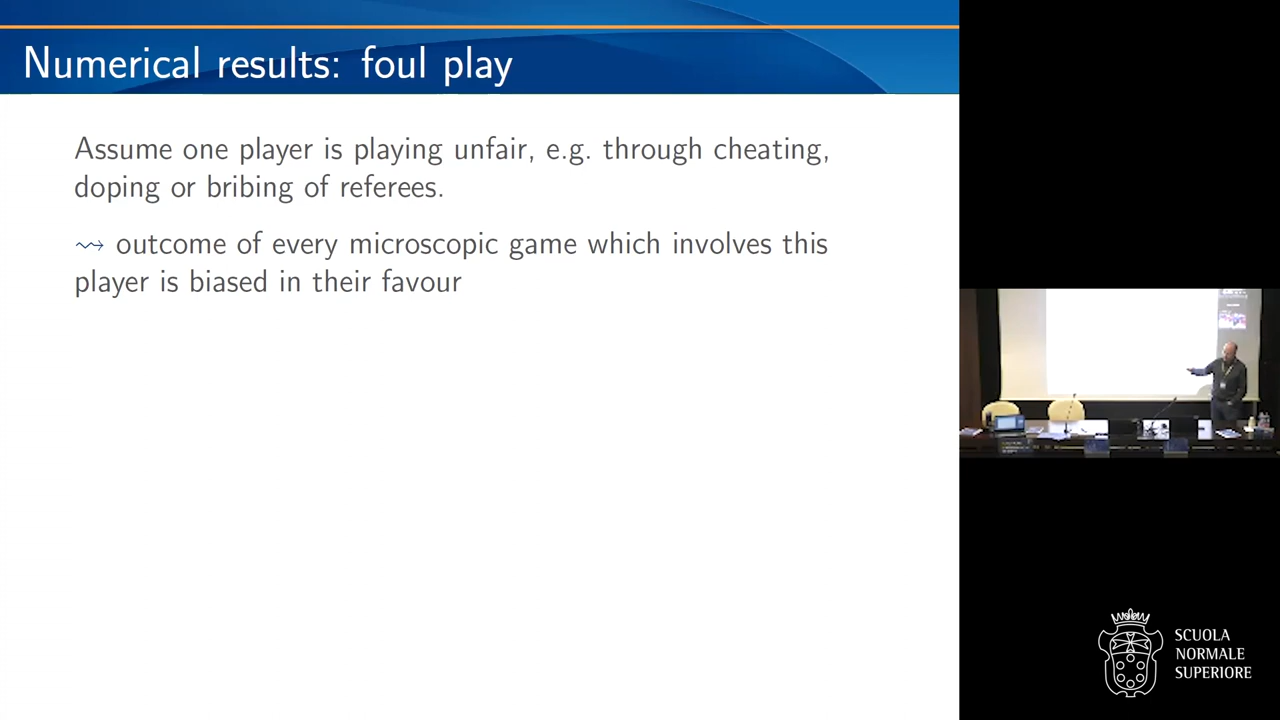 Numerical results: foul play
Assume one player is playing unfair, e.g. through cheating,
doping or bribing of referees.
⇝ outcome of every microscopic game which involves this
player is biased in their favour
SCUOLA
NORMALE
SUPERIORE